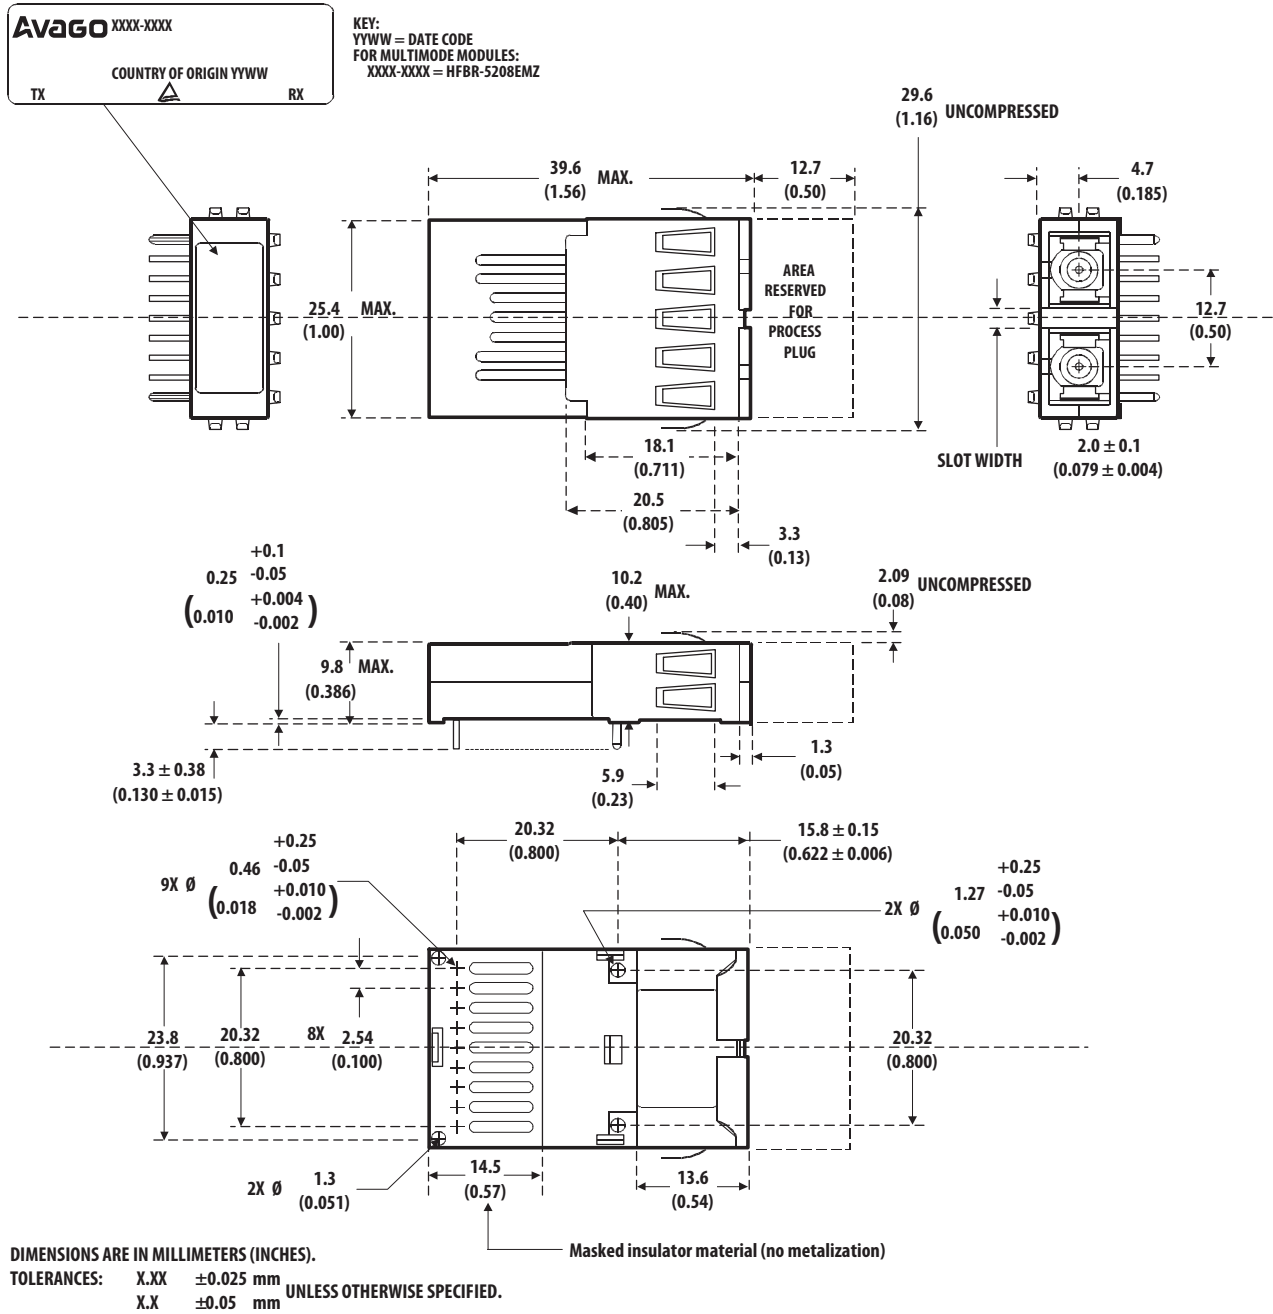 AVAGO XXXX-XXXX
COUNTRY OF ORIGIN YYWW
TX
RX
KEY:
YYWW = DATE CODE
FOR MULTIMODE MODULES:
XXXX-XXXX = HFBR-5208EMZ
29.6
(1.16) UNCOMPRESSED
39.6
(1.56) MAX.
12.7
(0.50)
4.7
(0.185)
25.4
(1.00) MAX.
AREA
RESERVED
FOR
PROCESS
PLUG
12.7
(0.50)
18.1
(0.711)
SLOT WIDTH
2.0 ± 0.1
(0.079 ± 0.004)
20.5
(0.805)
3.3
(0.13)
+0.1
0.25 -0.05
+0.004
(0.010 -0.002)
10.2
(0.40) MAX.
2.09
(0.08) UNCOMPRESSED
9.8 MAX.
(0.386)
3.3 ± 0.38
(0.130 ± 0.015)
1.3
(0.05)
5.9
(0.23)
20.32
(0.800)
15.8 ± 0.15
(0.622 ± 0.006)
+0.25
0.46 -0.05
9X Ø +0.010
(0.018 -0.002)
+0.25
1.27 -0.05
2X Ø +0.010
(0.050 -0.002)
23.8
(0.937)
20.32
(0.800)
8X 2.54
(0.100)
20.32
(0.800)
2X Ø 1.3
(0.051)
14.5
(0.57)
13.6
(0.54)
Masked insulator material (no metalization)
DIMENSIONS ARE IN MILLIMETERS (INCHES).
TOLERANCES: X.XX ±0.025 mm
UNLESS OTHERWISE SPECIFIED.
X.X ±0.05 mm